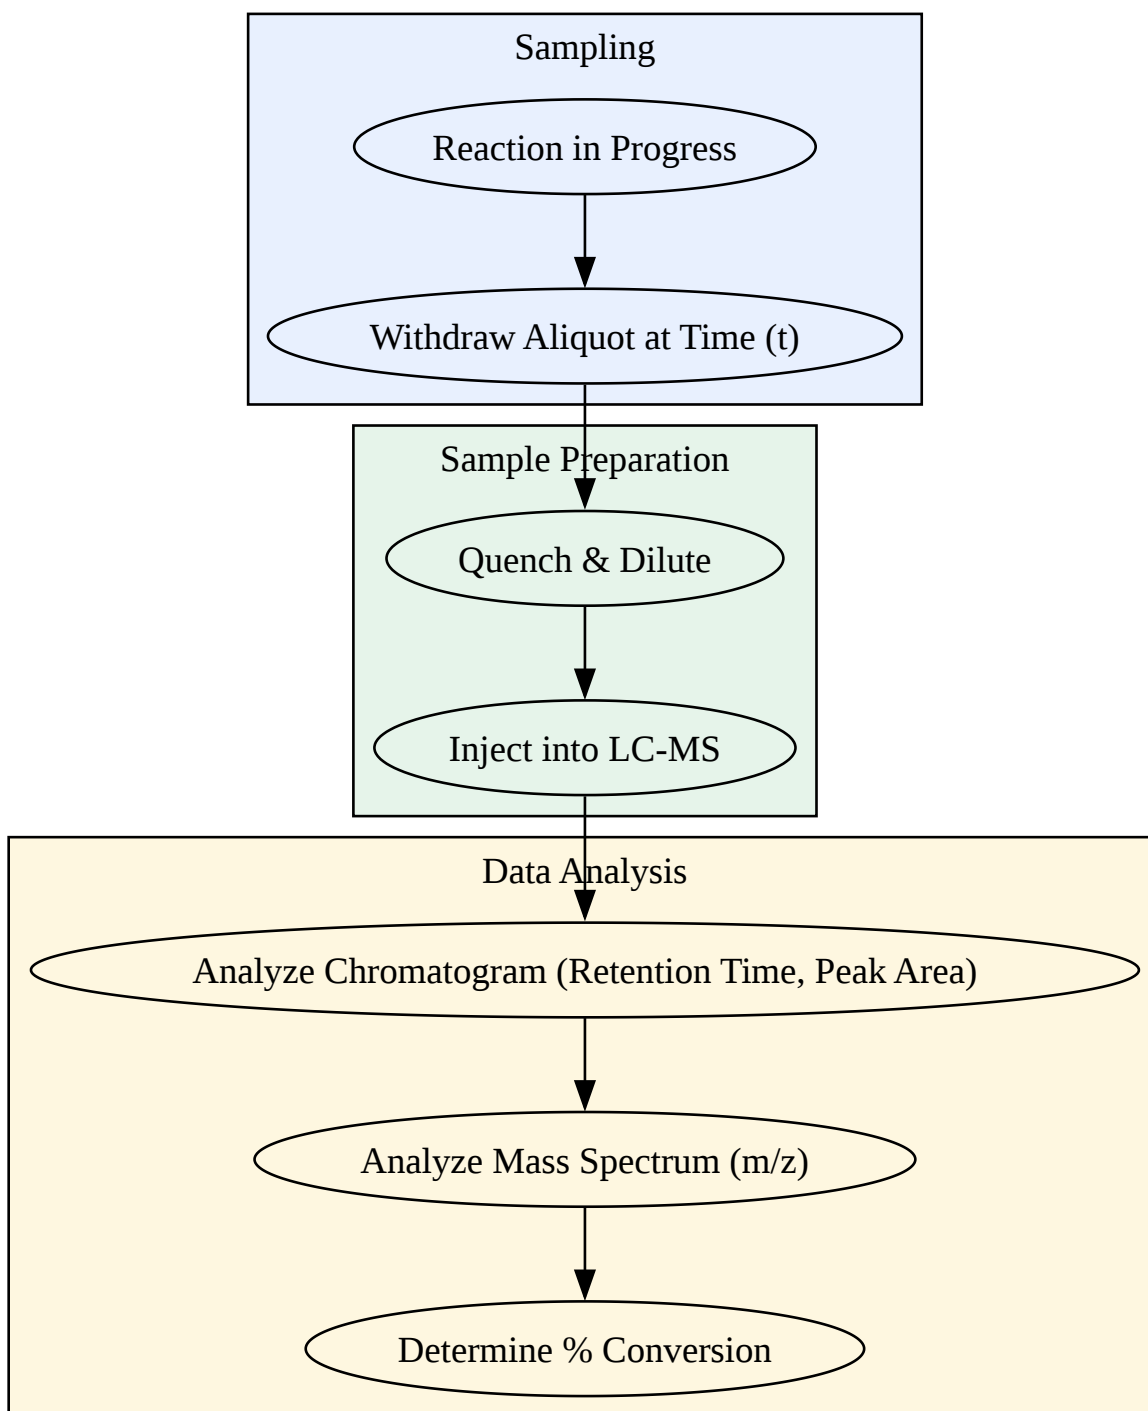 Sampling
Reaction in Progress
Withdraw Aliquot at Time (t)
Sample Preparation
Quench & Dilute
Inject into LC-MS
Data Analysis
Analyze Chromatogram (Retention Time, Peak Area)
Analyze Mass Spectrum (m/z)
Determine % Conversion